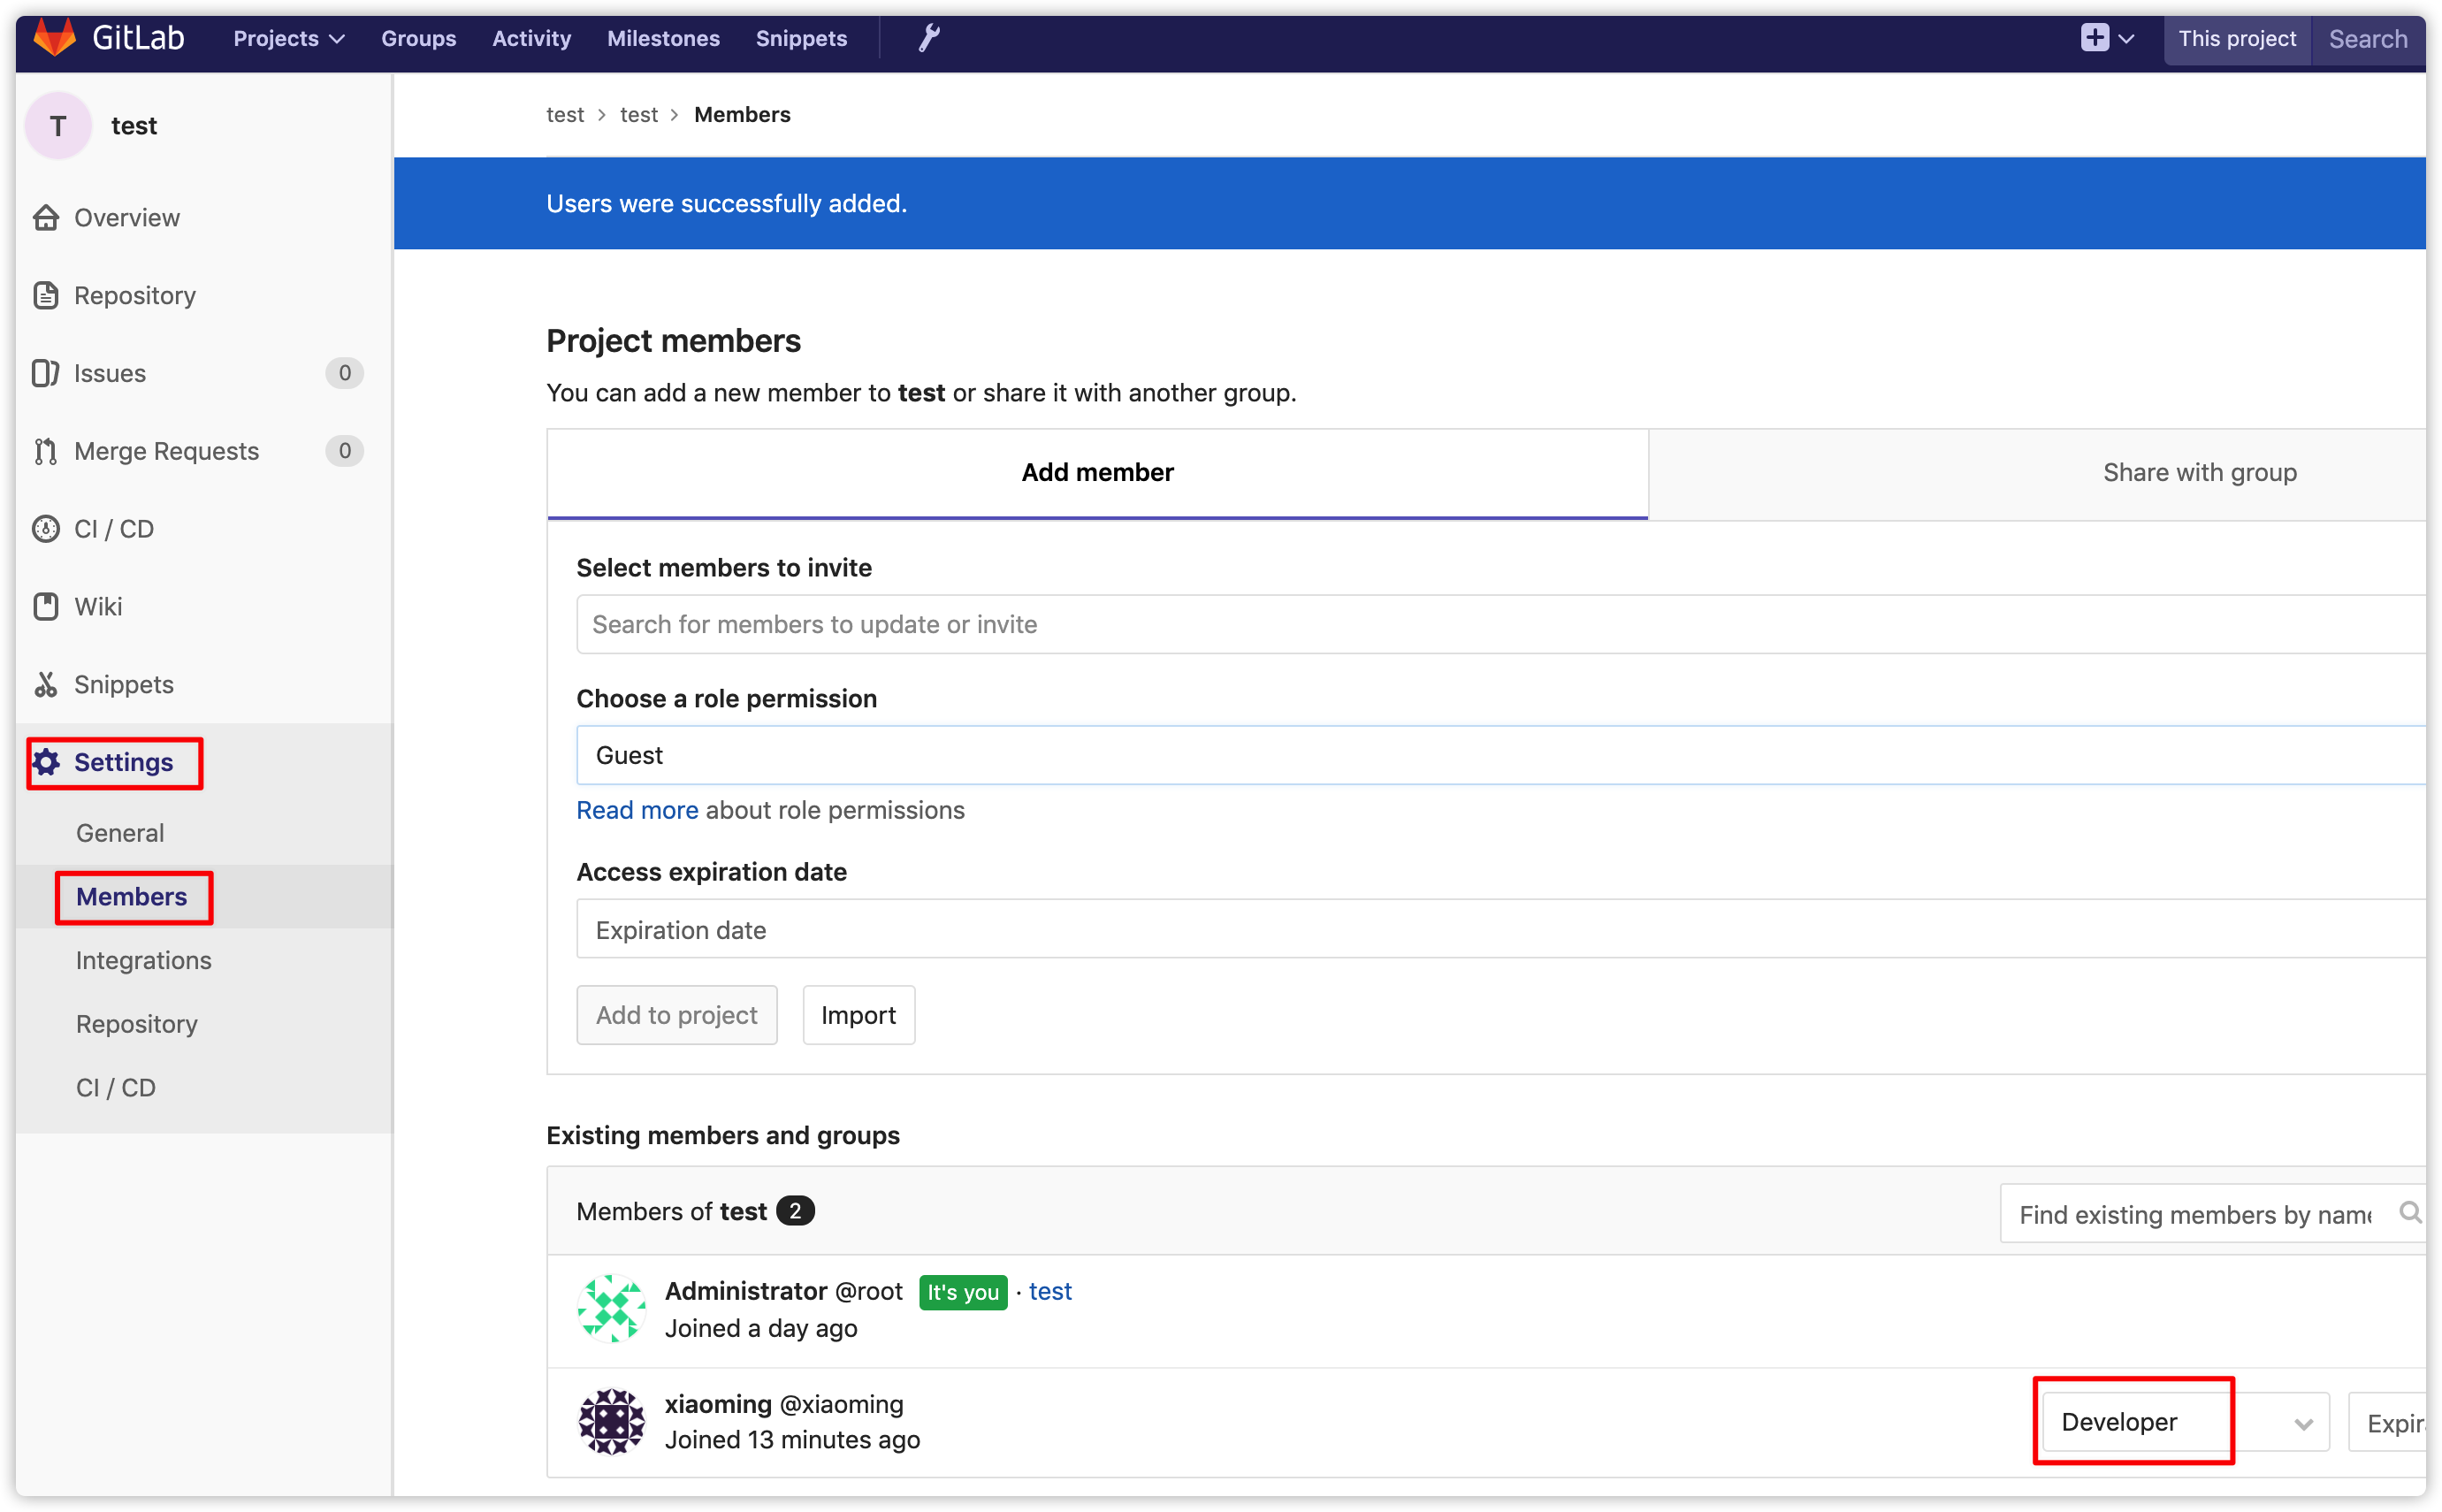 GitLab Projects Groups Activity Milestones Snippets This project Search
T test
test > test > Members
Users were successfully added.
Overview
Repository
Issues 0
Merge Requests 0
CI / CD
Wiki
Snippets
Settings
General
Members
Integrations
Repository
CI / CD
Project members
You can add a new member to test or share it with another group.
Add member Share with group
Select members to invite
Search for members to update or invite
Choose a role permission
Guest
Read more about role permissions
Access expiration date
Expiration date
Add to project Import
Existing members and groups
Members of test 2 Find existing members by name
Administrator @root It's you · test
Joined a day ago
xiaoming @xiaoming
Joined 13 minutes ago
Developer